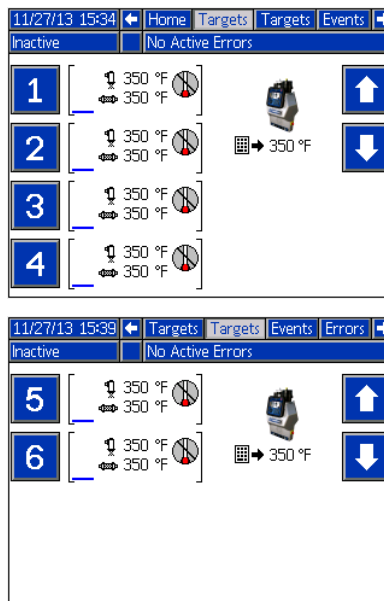 11/27/13 15:34 Home Targets Targets Events
Inactive No Active Errors
1 350 °F
350 °F
2 350 °F
350 °F
350 °F
3 350 °F
350 °F
4 350 °F
350 °F
11/27/13 15:39 Targets Targets Events Errors
Inactive No Active Errors
5 350 °F
350 °F
6 350 °F
350 °F
350 °F